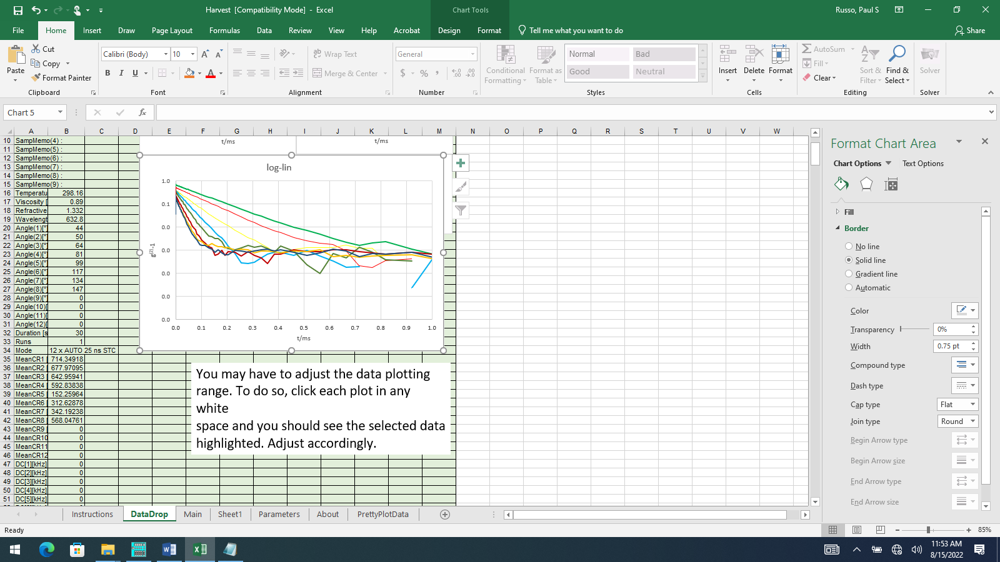 Harvest  [Compatibility Mode]  -  Excel
Chart Tools
Russo, Paul S
File Home Insert Draw Page Layout Formulas Data Review View Help Acrobat Design Format Tell me what you want to do Share
Paste
Cut
Copy
Format Painter
Clipboard
Calibri (Body) 10 A A
B I U A
Font
ab Wrap Text
Merge & Center
Alignment
General
$ % ,
Number
Conditional Formatting
Format as Table
Normal Bad
Good Neutral
Styles
Insert Delete Format
Cells
AutoSum
Fill
Clear
Sort & Filter
Find & Select
Editing
Solver
Solver
Chart 5 fx
A B C D E F G H I J K L M N O P Q R S T U V W
10 SampMemo(4) :
11 SampMemo(5) :
12 SampMemo(6) :
13 SampMemo(7) :
14 SampMemo(8) :
15 SampMemo(9) :
16 Temperatu 298.16
17 Viscosity [ 0.89
18 Refractive 1.332
19 Wavelengt 632.8
20 Angle(1)[°] 44
21 Angle(2)[°] 50
22 Angle(3)[°] 64
23 Angle(4)[°] 81
24 Angle(5)[°] 99
25 Angle(6)[°] 117
26 Angle(7)[°] 134
27 Angle(8)[°] 147
28 Angle(9)[°] 0
29 Angle(10)[ 0
30 Angle(11)[ 0
31 Angle(12)[ 0
32 Duration [s 30
33 Runs 1
34 Mode 12 x AUTO 25 ns STC
35 MeanCR1 [ 714.34918
36 MeanCR2 [ 677.97095
37 MeanCR3 [ 642.95941
38 MeanCR4 [ 592.83838
39 MeanCR5 [ 152.25964
40 MeanCR6 [ 312.62878
41 MeanCR7 [ 342.19238
42 MeanCR8 [ 568.04761
43 MeanCR9 [ 0
44 MeanCR10 0
45 MeanCR11 0
46 MeanCR12 0
47 DC[1][kHz] 0
48 DC[2][kHz] 0
49 DC[3][kHz] 0
50 DC[4][kHz] 0
51 DC[5][kHz] 0
t/ms t/ms
log-lin
1.0
0.1
0.0
0.0
0.0
0.0
0.0
g(2)-1
0.0 0.1 0.2 0.3 0.4 0.5 0.6 0.7 0.8 0.9 1.0
t/ms
You may have to adjust the data plotting
range. To do so, click each plot in any
white
space and you should see the selected data
highlighted. Adjust accordingly.
Format Chart Area
Chart Options Text Options
Fill
Border
No line
Solid line
Gradient line
Automatic
Color
Transparency 0%
Width 0.75 pt
Compound type
Dash type
Cap type Flat
Join type Round
Begin Arrow type
Begin Arrow size
End Arrow type
End Arrow size
Instructions DataDrop Main Sheet1 Parameters About PrettyPlotData
Ready
85%
11:53 AM
8/15/2022